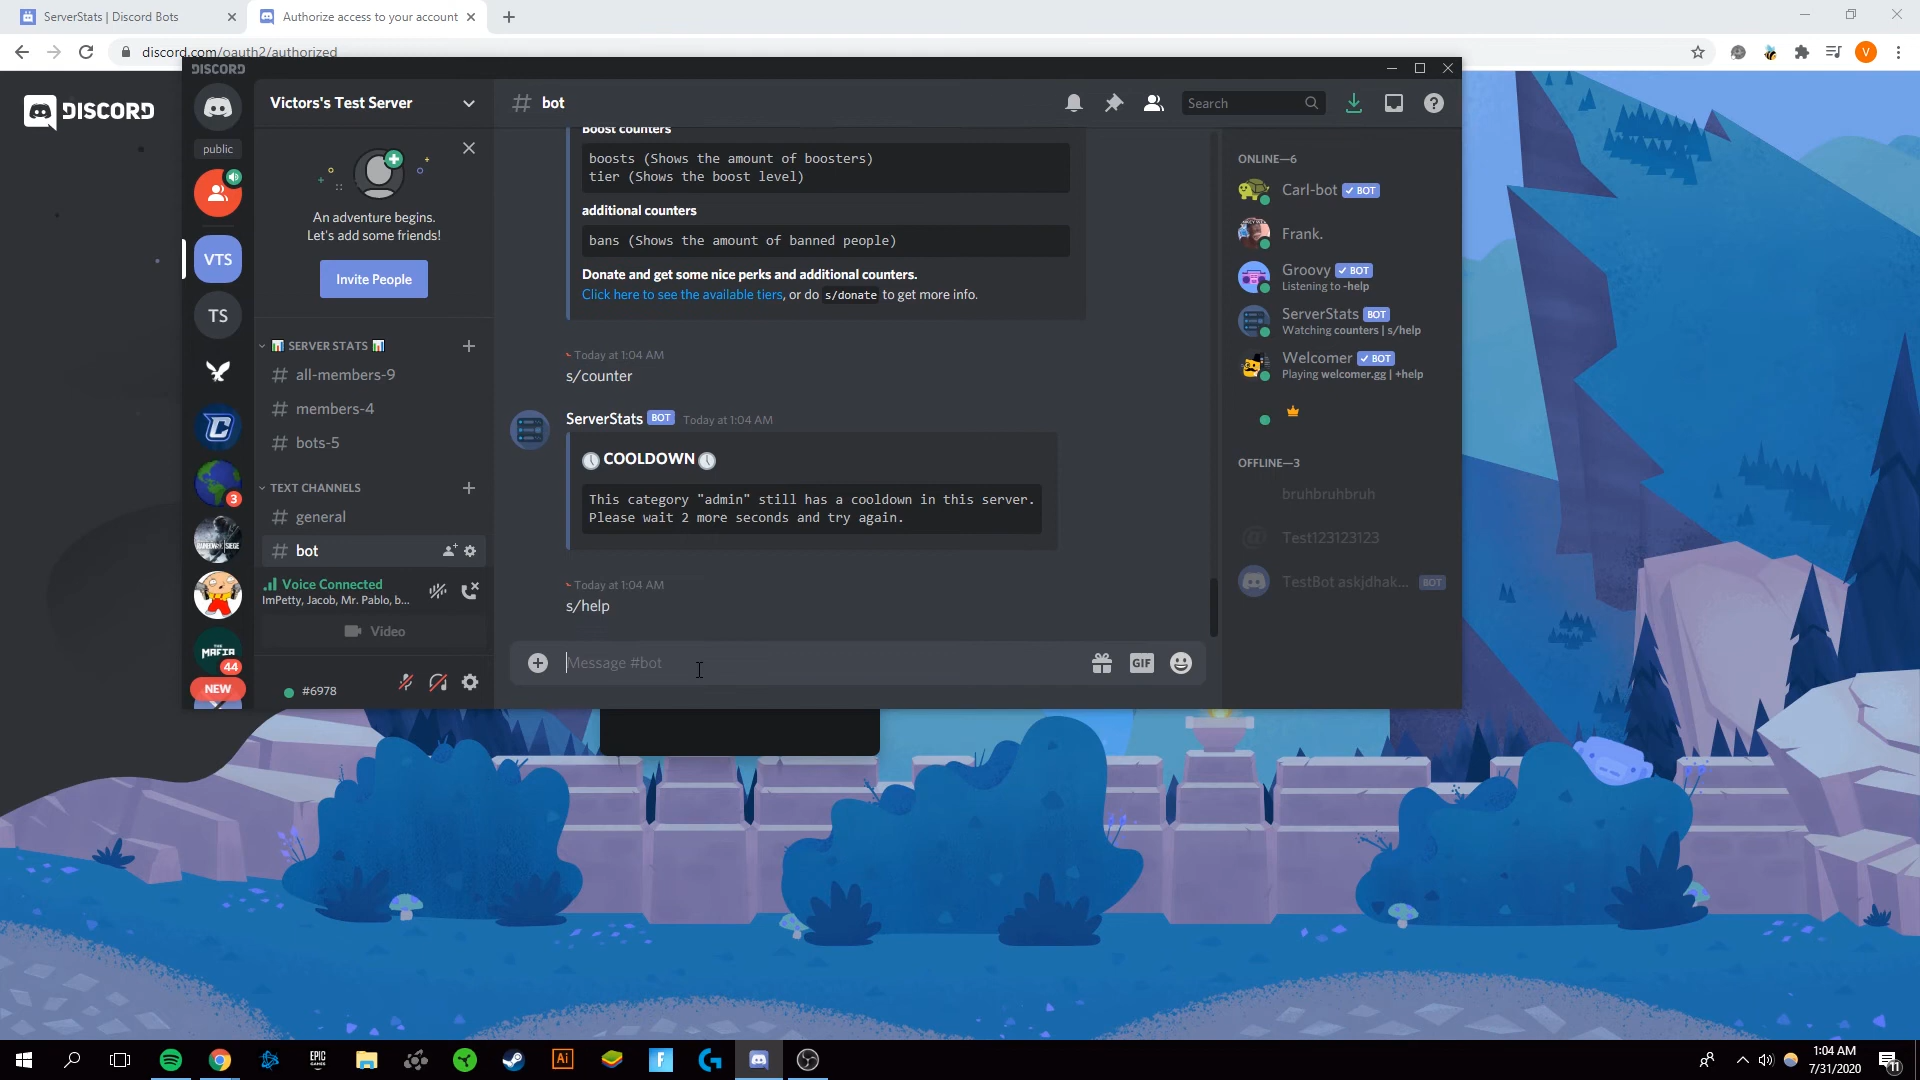 ServerStats | Discord Bots
Authorize access to your account
discord.com/oauth2/authorized
V
DISCORD
DISCORD
public
VTS
TS
3
THE
MAFIA
44
NEW
Victors's Test Server
An adventure begins.
Let's add some friends!
Invite People
SERVER STATS
all-members-9
members-4
bots-5
TEXT CHANNELS
general
bot
Voice Connected
ImPetty, Jacob, Mr. Pablo, b...
Video
#6978
bot
Search
Boost counters
boosts (Shows the amount of boosters)
tier (Shows the boost level)
additional counters
bans (Shows the amount of banned people)
Donate and get some nice perks and additional counters.
Click here to see the available tiers, or do s/donate to get more info.
Today at 1:04 AM
s/counter
ServerStats BOT Today at 1:04 AM
COOLDOWN
This category "admin" still has a cooldown in this server.
Please wait 2 more seconds and try again.
Today at 1:04 AM
s/help
Message #bot
GIF
ONLINE—6
Carl-bot BOT
Frank.
Groovy BOT
Listening to -help
ServerStats BOT
Watching counters | s/help
Welcomer BOT
Playing welcomer.gg | +help
OFFLINE—3
bruhbruhbruh
Test123123123
TestBot askjdhak... BOT
EPIC
GAMES
Ai
1:04 AM
7/31/2020
11